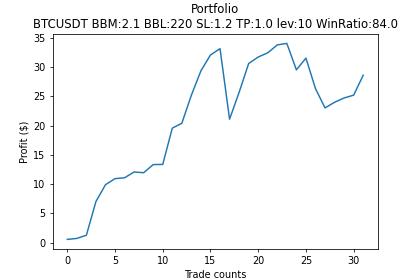 Portfolio
BTCUSDT BBM:2.1 BBL:220 SL:1.2 TP:1.0 lev:10 WinRatio:84.0
35
30
25
20
15
10
5
0
Profit ($)
0 5 10 15 20 25 30
Trade counts